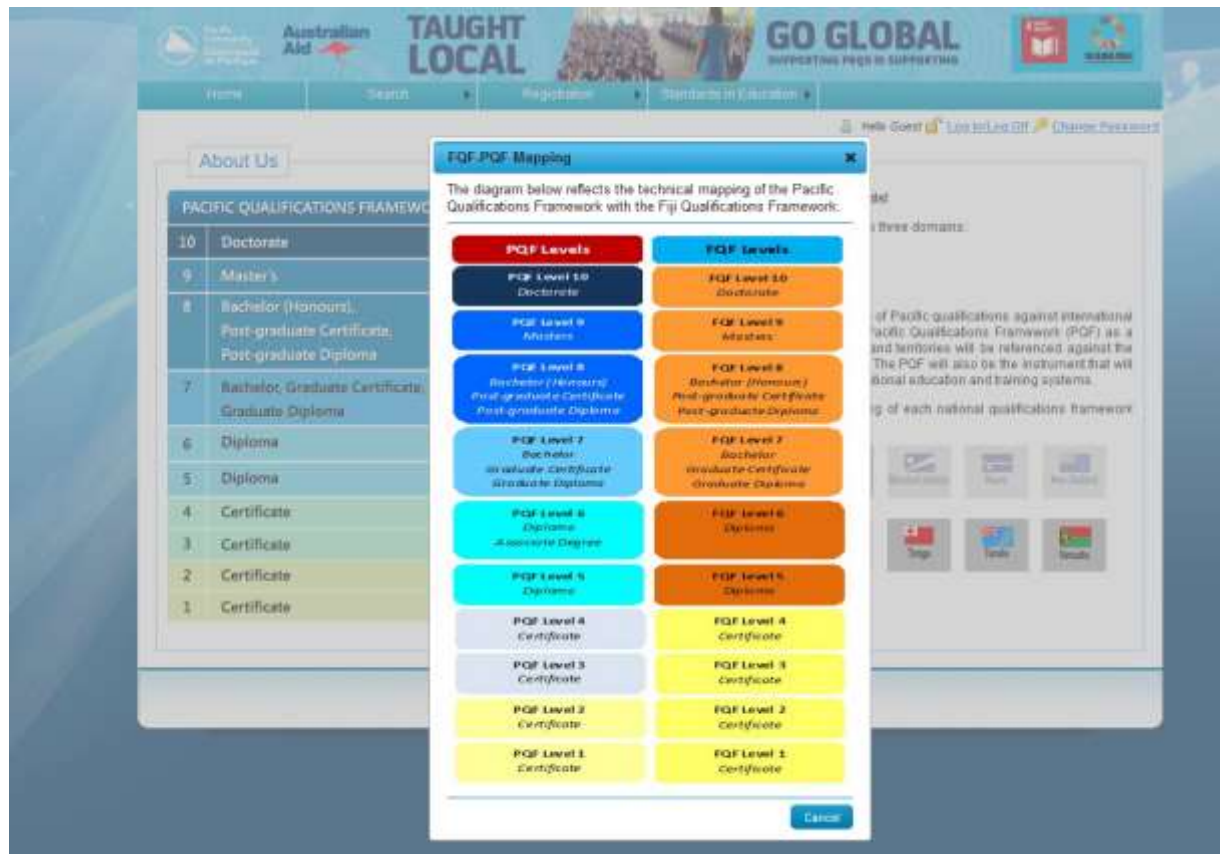 Australian
Aid
TAUGHT
LOCAL
GO GLOBAL
Home
Search
Registration
Standards in Education
Hello Guest
Log In/Log Off
Change Password
About Us
PACIFIC QUALIFICATIONS FRAMEWO
10 Doctorate
9 Master's
8 Bachelor (Honours),
Post-graduate Certificate,
Post-graduate Diploma
7 Bachelor, Graduate Certificate,
Graduate Diploma
6 Diploma
5 Diploma
4 Certificate
3 Certificate
2 Certificate
1 Certificate
three domains:
of Pacific qualifications against international
Pacific Qualifications Framework (PQF) as a
and territories will be referenced against the
The PQF will also be the instrument that will
education and training systems.
of each national qualifications framework
Tonga
Tuvalu
Vanuatu
FQF-PQF Mapping
The diagram below reflects the technical mapping of the Pacific
Qualifications Framework with the Fiji Qualifications Framework.
PQF Levels
FQF Levels
PQF Level 10
Doctorate
FQF Level 10
Doctorate
PQF Level 9
Masters
FQF Level 9
Masters
PQF Level 8
Bachelor (Honours)
Post-graduate Certificate
Post-graduate Diploma
FQF Level 8
Bachelor (Honours)
Post-graduate Certificate
Post-graduate Diploma
PQF Level 7
Bachelor
Graduate Certificate
Graduate Diploma
FQF Level 7
Bachelor
Graduate Certificate
Graduate Diploma
PQF Level 6
Diploma
Associate Degree
FQF Level 6
Diploma
PQF Level 5
Diploma
FQF Level 5
Diploma
PQF Level 4
Certificate
FQF Level 4
Certificate
PQF Level 3
Certificate
FQF Level 3
Certificate
PQF Level 2
Certificate
FQF Level 2
Certificate
PQF Level 1
Certificate
FQF Level 1
Certificate
Cancel